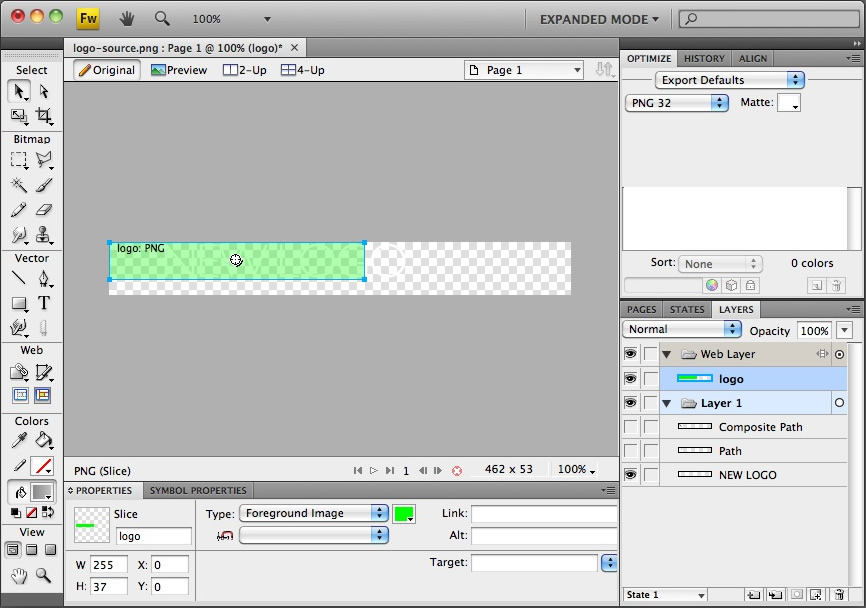 Fw 100% EXPANDED MODE
logo-source.png : Page 1 @ 100% (logo)*
Original Preview 2-Up 4-Up Page 1
Select
Bitmap
Vector
T
Web
Colors
View
logo: PNG
PNG (Slice) 1 462 x 53 100%
PROPERTIES SYMBOL PROPERTIES
Slice Type: Foreground Image Link:
logo Alt:
Target:
W 255 X: 0
H: 37 Y: 0
OPTIMIZE HISTORY ALIGN
Export Defaults
PNG 32 Matte:
Sort: None 0 colors
PAGES STATES LAYERS
Normal Opacity 100%
Web Layer
logo
Layer 1
Composite Path
Path
NEW LOGO
State 1